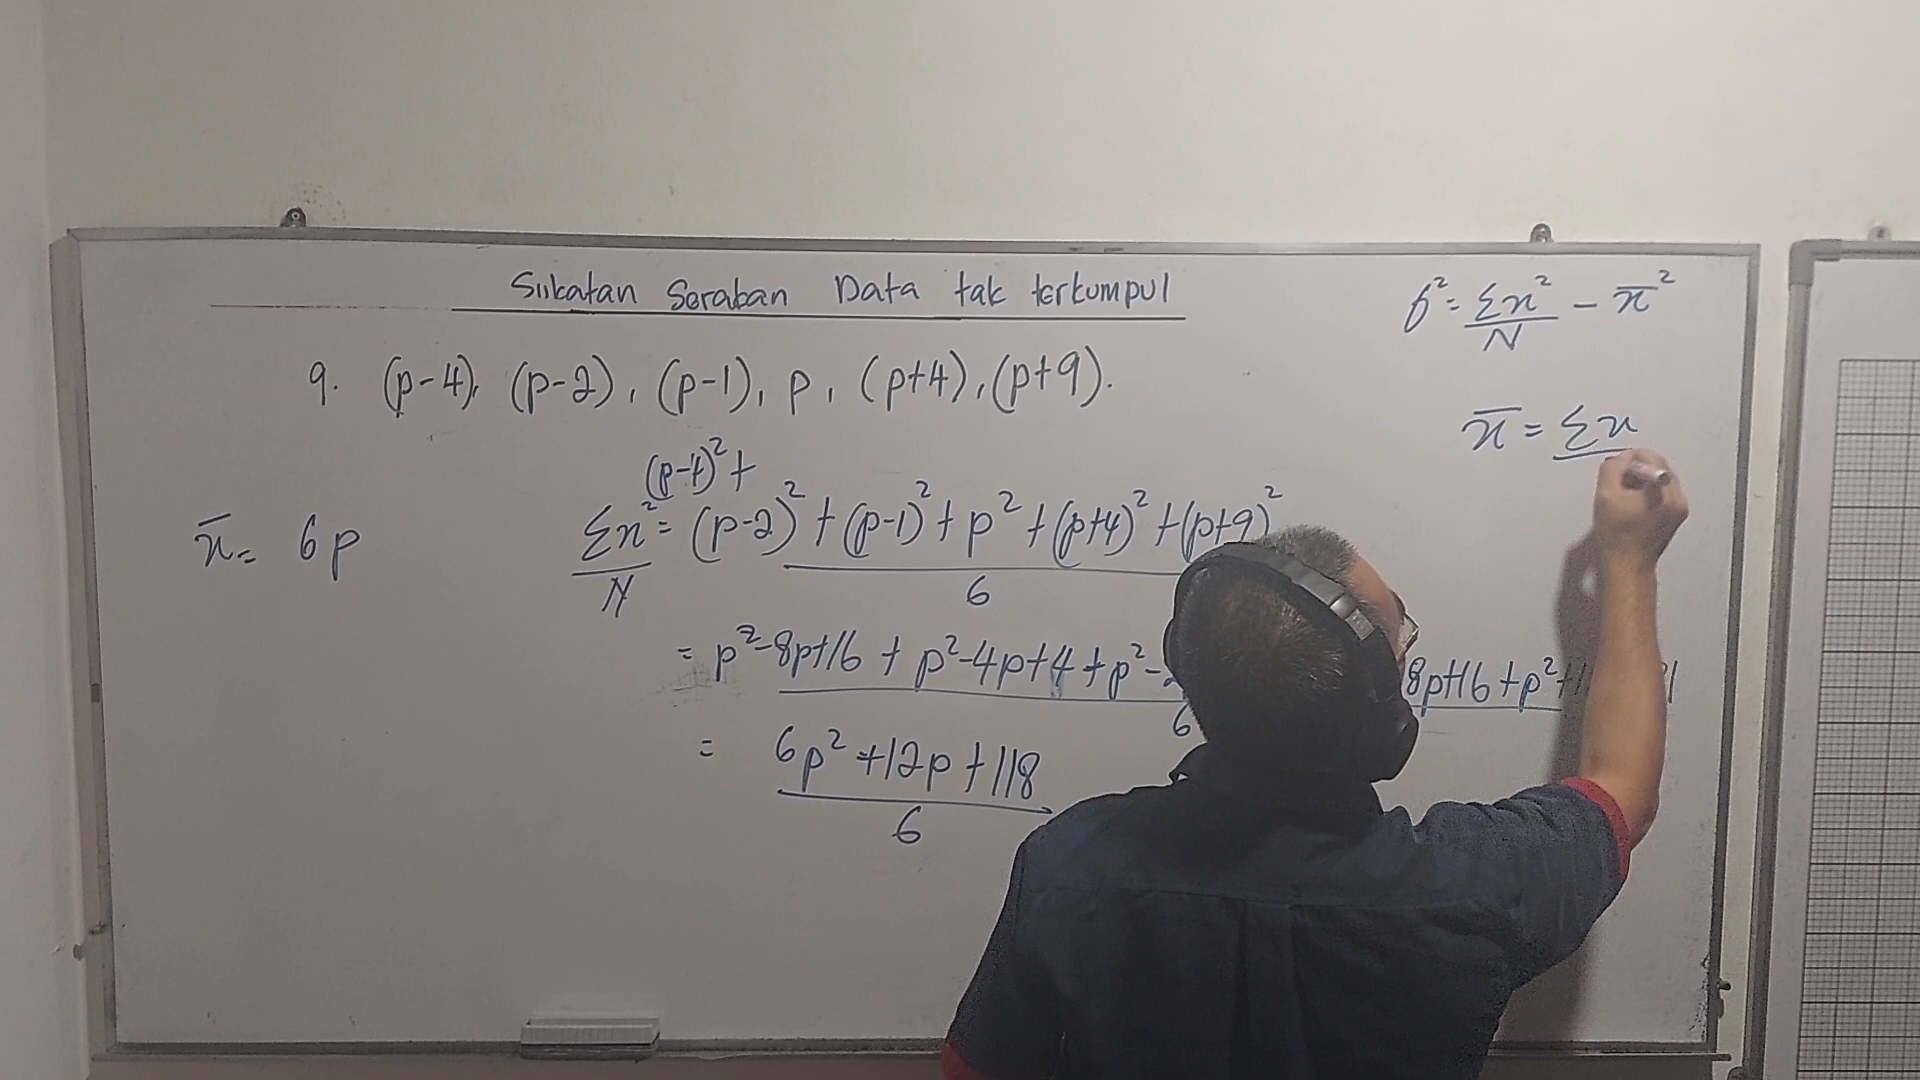 Sukatan Serakan Data tak terkumpul
σ² = Σx²/N − x̄²
9. (p-4), (p-2), (p-1), p, (p+4), (p+9).
x̄ = Σx
(p-4)² +
x̄ = 6p
Σx²/N = (p-2)² + (p-1)² + p² + (p+4)² + (p+9)²
6
= p²-8p+16 + p²-4p+4 + p²- 8p+16 + p²+
6
= 6p² +12p +118
6